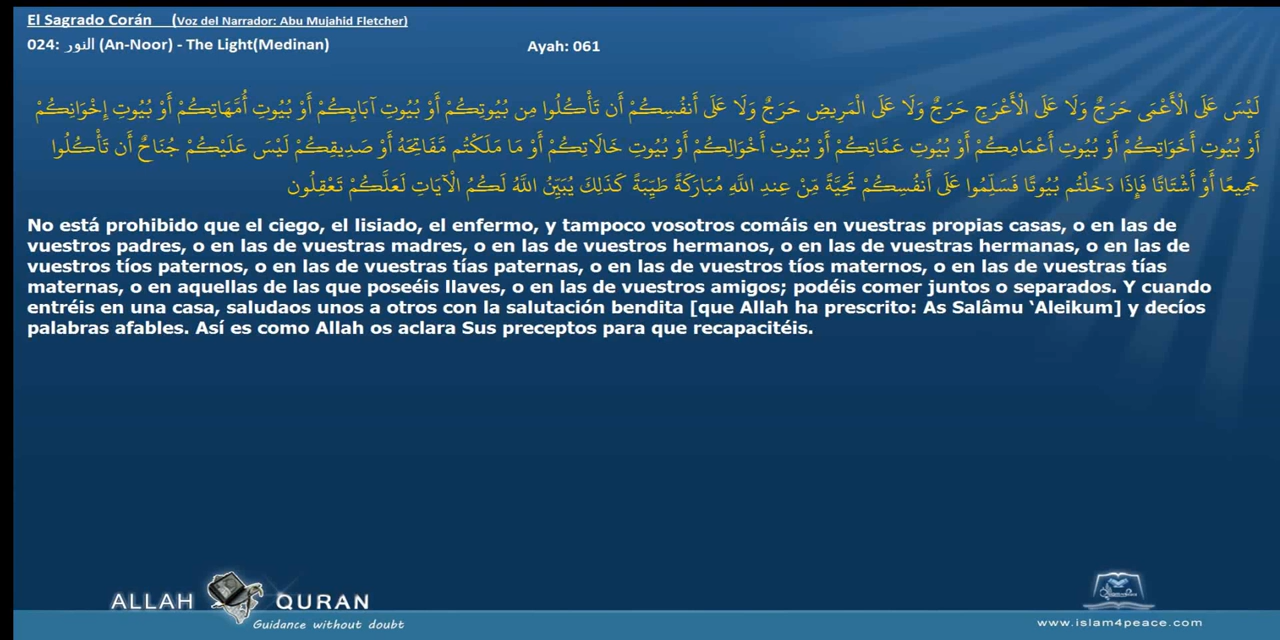 El Sagrado Corán (Voz del Narrador: Abu Mujahid Fletcher)
024: النور (An-Noor) - The Light(Medinan) Ayah: 061
لَيْسَ عَلَى الْأَعْمَى حَرَجٌ وَلَا عَلَى الْأَعْرَجِ حَرَجٌ وَلَا عَلَى الْمَرِيضِ حَرَجٌ وَلَا عَلَى أَنفُسِكُمْ أَن تَأْكُلُوا مِن بُيُوتِكُمْ أَوْ بُيُوتِ آبَائِكُمْ أَوْ بُيُوتِ أُمَّهَاتِكُمْ أَوْ بُيُوتِ إِخْوَانِكُمْ
أَوْ بُيُوتِ أَخَوَاتِكُمْ أَوْ بُيُوتِ أَعْمَامِكُمْ أَوْ بُيُوتِ عَمَّاتِكُمْ أَوْ بُيُوتِ أَخْوَالِكُمْ أَوْ بُيُوتِ خَالَاتِكُمْ أَوْ مَا مَلَكْتُم مَّفَاتِحَهُ أَوْ صَدِيقِكُمْ لَيْسَ عَلَيْكُمْ جُنَاحٌ أَن تَأْكُلُوا
جَمِيعًا أَوْ أَشْتَاتًا فَإِذَا دَخَلْتُم بُيُوتًا فَسَلِّمُوا عَلَى أَنفُسِكُمْ تَحِيَّةً مِّنْ عِندِ اللَّهِ مُبَارَكَةً طَيِّبَةً كَذَلِكَ يُبَيِّنُ اللَّهُ لَكُمُ الْآيَاتِ لَعَلَّكُمْ تَعْقِلُون
No está prohibido que el ciego, el lisiado, el enfermo, y tampoco vosotros comáis en vuestras propias casas, o en las de
vuestros padres, o en las de vuestras madres, o en las de vuestros hermanos, o en las de vuestras hermanas, o en las de
vuestros tíos paternos, o en las de vuestras tías paternas, o en las de vuestros tíos maternos, o en las de vuestras tías
maternas, o en aquellas de las que poseéis llaves, o en las de vuestros amigos; podéis comer juntos o separados. Y cuando
entréis en una casa, saludaos unos a otros con la salutación bendita [que Allah ha prescrito: As Salâmu ‘Aleikum] y decíos
palabras afables. Así es como Allah os aclara Sus preceptos para que recapacitéis.
ALLAH QURAN
Guidance without doubt
www.islam4peace.com